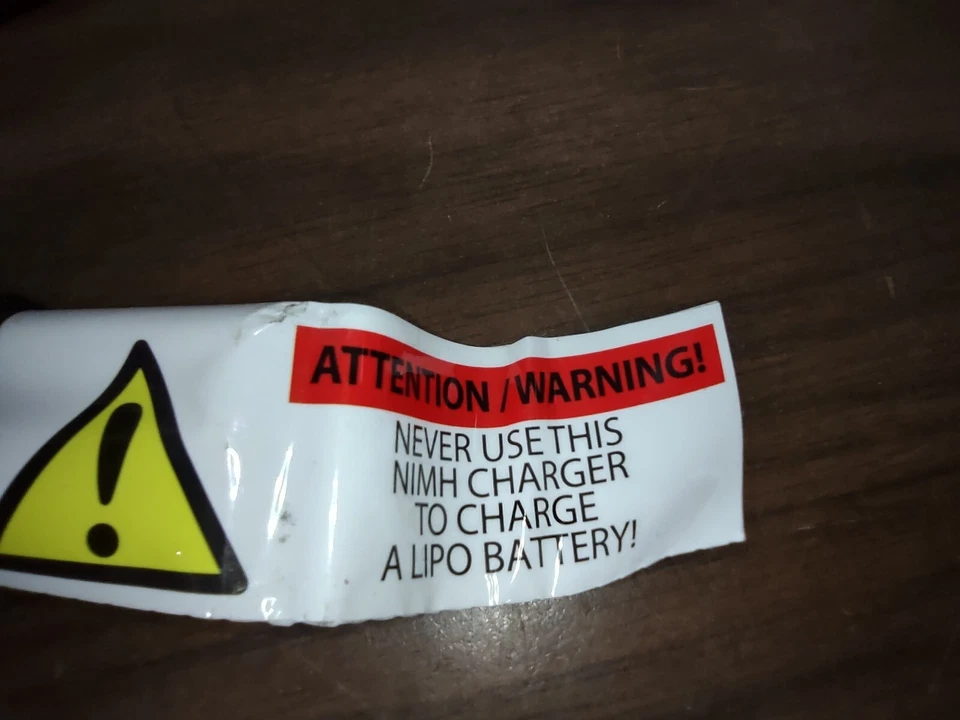 ATTENTION / WARNING!
NEVER USE THIS
NIMH CHARGER
TO CHARGE
A LIPO BATTERY!